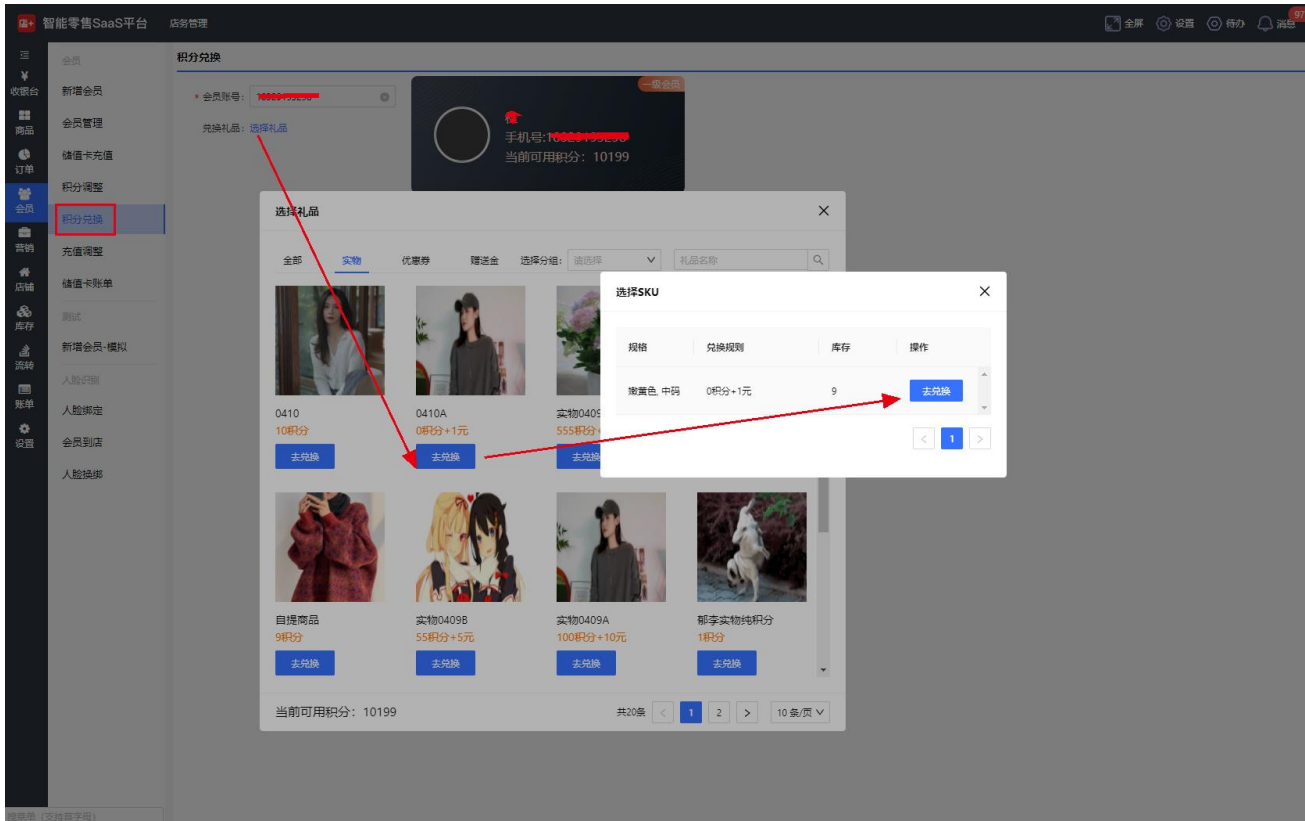 店+ 智能零售SaaS平台 店务管理 全屏 设置 待办 消息 97
收银台
商品
订单
会员
营销
店铺
库存
流转
账单
设置
会员
新增会员
会员管理
储值卡充值
积分调整
积分兑换
充值调整
储值卡账单
测试
新增会员-模拟
人脸识别
人脸绑定
会员到店
人脸换绑
积分兑换
* 会员账号:
兑换礼品: 选择礼品
一级会员
手机号:
当前可用积分: 10199
选择礼品
全部 实物 优惠券 赠送金 选择分组: 请选择 礼品名称
0410 0410A 实物0409
10积分 0积分+1元 555积分+
去兑换 去兑换 去兑换
选择SKU
规格 兑换规则 库存 操作
嫩黄色, 中码 0积分+1元 9 去兑换
1
自提商品 实物0409B 实物0409A 郁李实物纯积分
9积分 55积分+5元 100积分+10元 1积分
去兑换 去兑换 去兑换 去兑换
当前可用积分: 10199 共20条 < 1 2 > 10 条/页